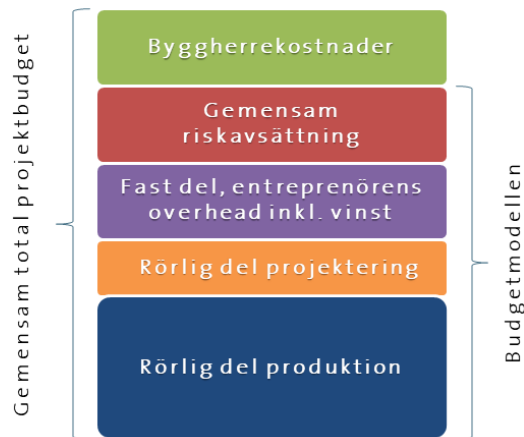 Gemensam total projektbudget
Byggherrekostnader
Gemensam
riskavsättning
Fast del, entreprenörens
overhead inkl. vinst
Rörlig del projektering
Rörlig del produktion
Budgetmodellen